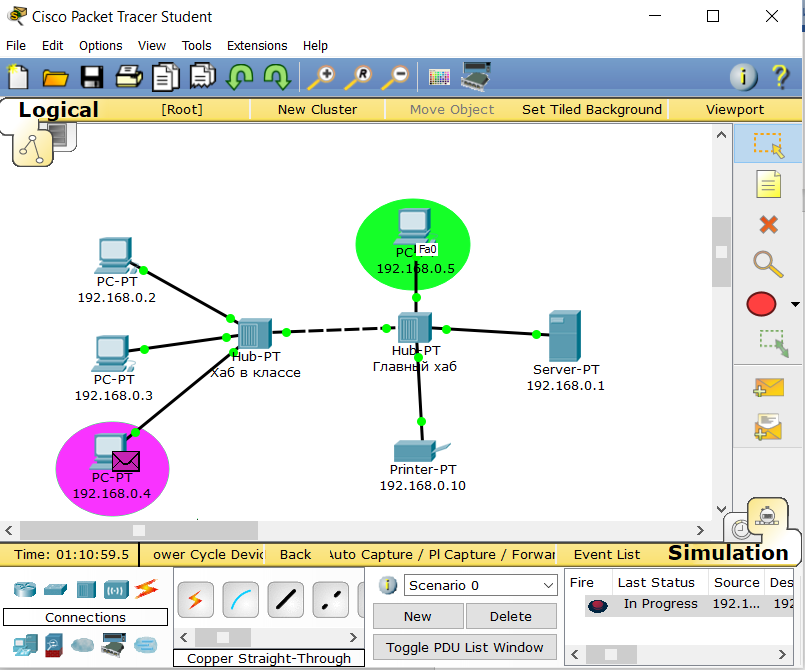 Cisco Packet Tracer Student
File Edit Options View Tools Extensions Help
Logical [Root] New Cluster Move Object Set Tiled Background Viewport
Fa0
192.168.0.5
PC-PT
192.168.0.2
Hub-PT
Хаб в классе
Hub-PT
Главный хаб
PC-PT
192.168.0.3
Server-PT
192.168.0.1
PC-PT
192.168.0.4
Printer-PT
192.168.0.10
Time: 01:10:59.5 ower Cycle Devic Back Auto Capture / Pl Capture / Forwar Event List Simulation
Scenario 0
Fire Last Status Source Des
In Progress 192.1... 192
New Delete
Connections
Toggle PDU List Window
Copper Straight-Through